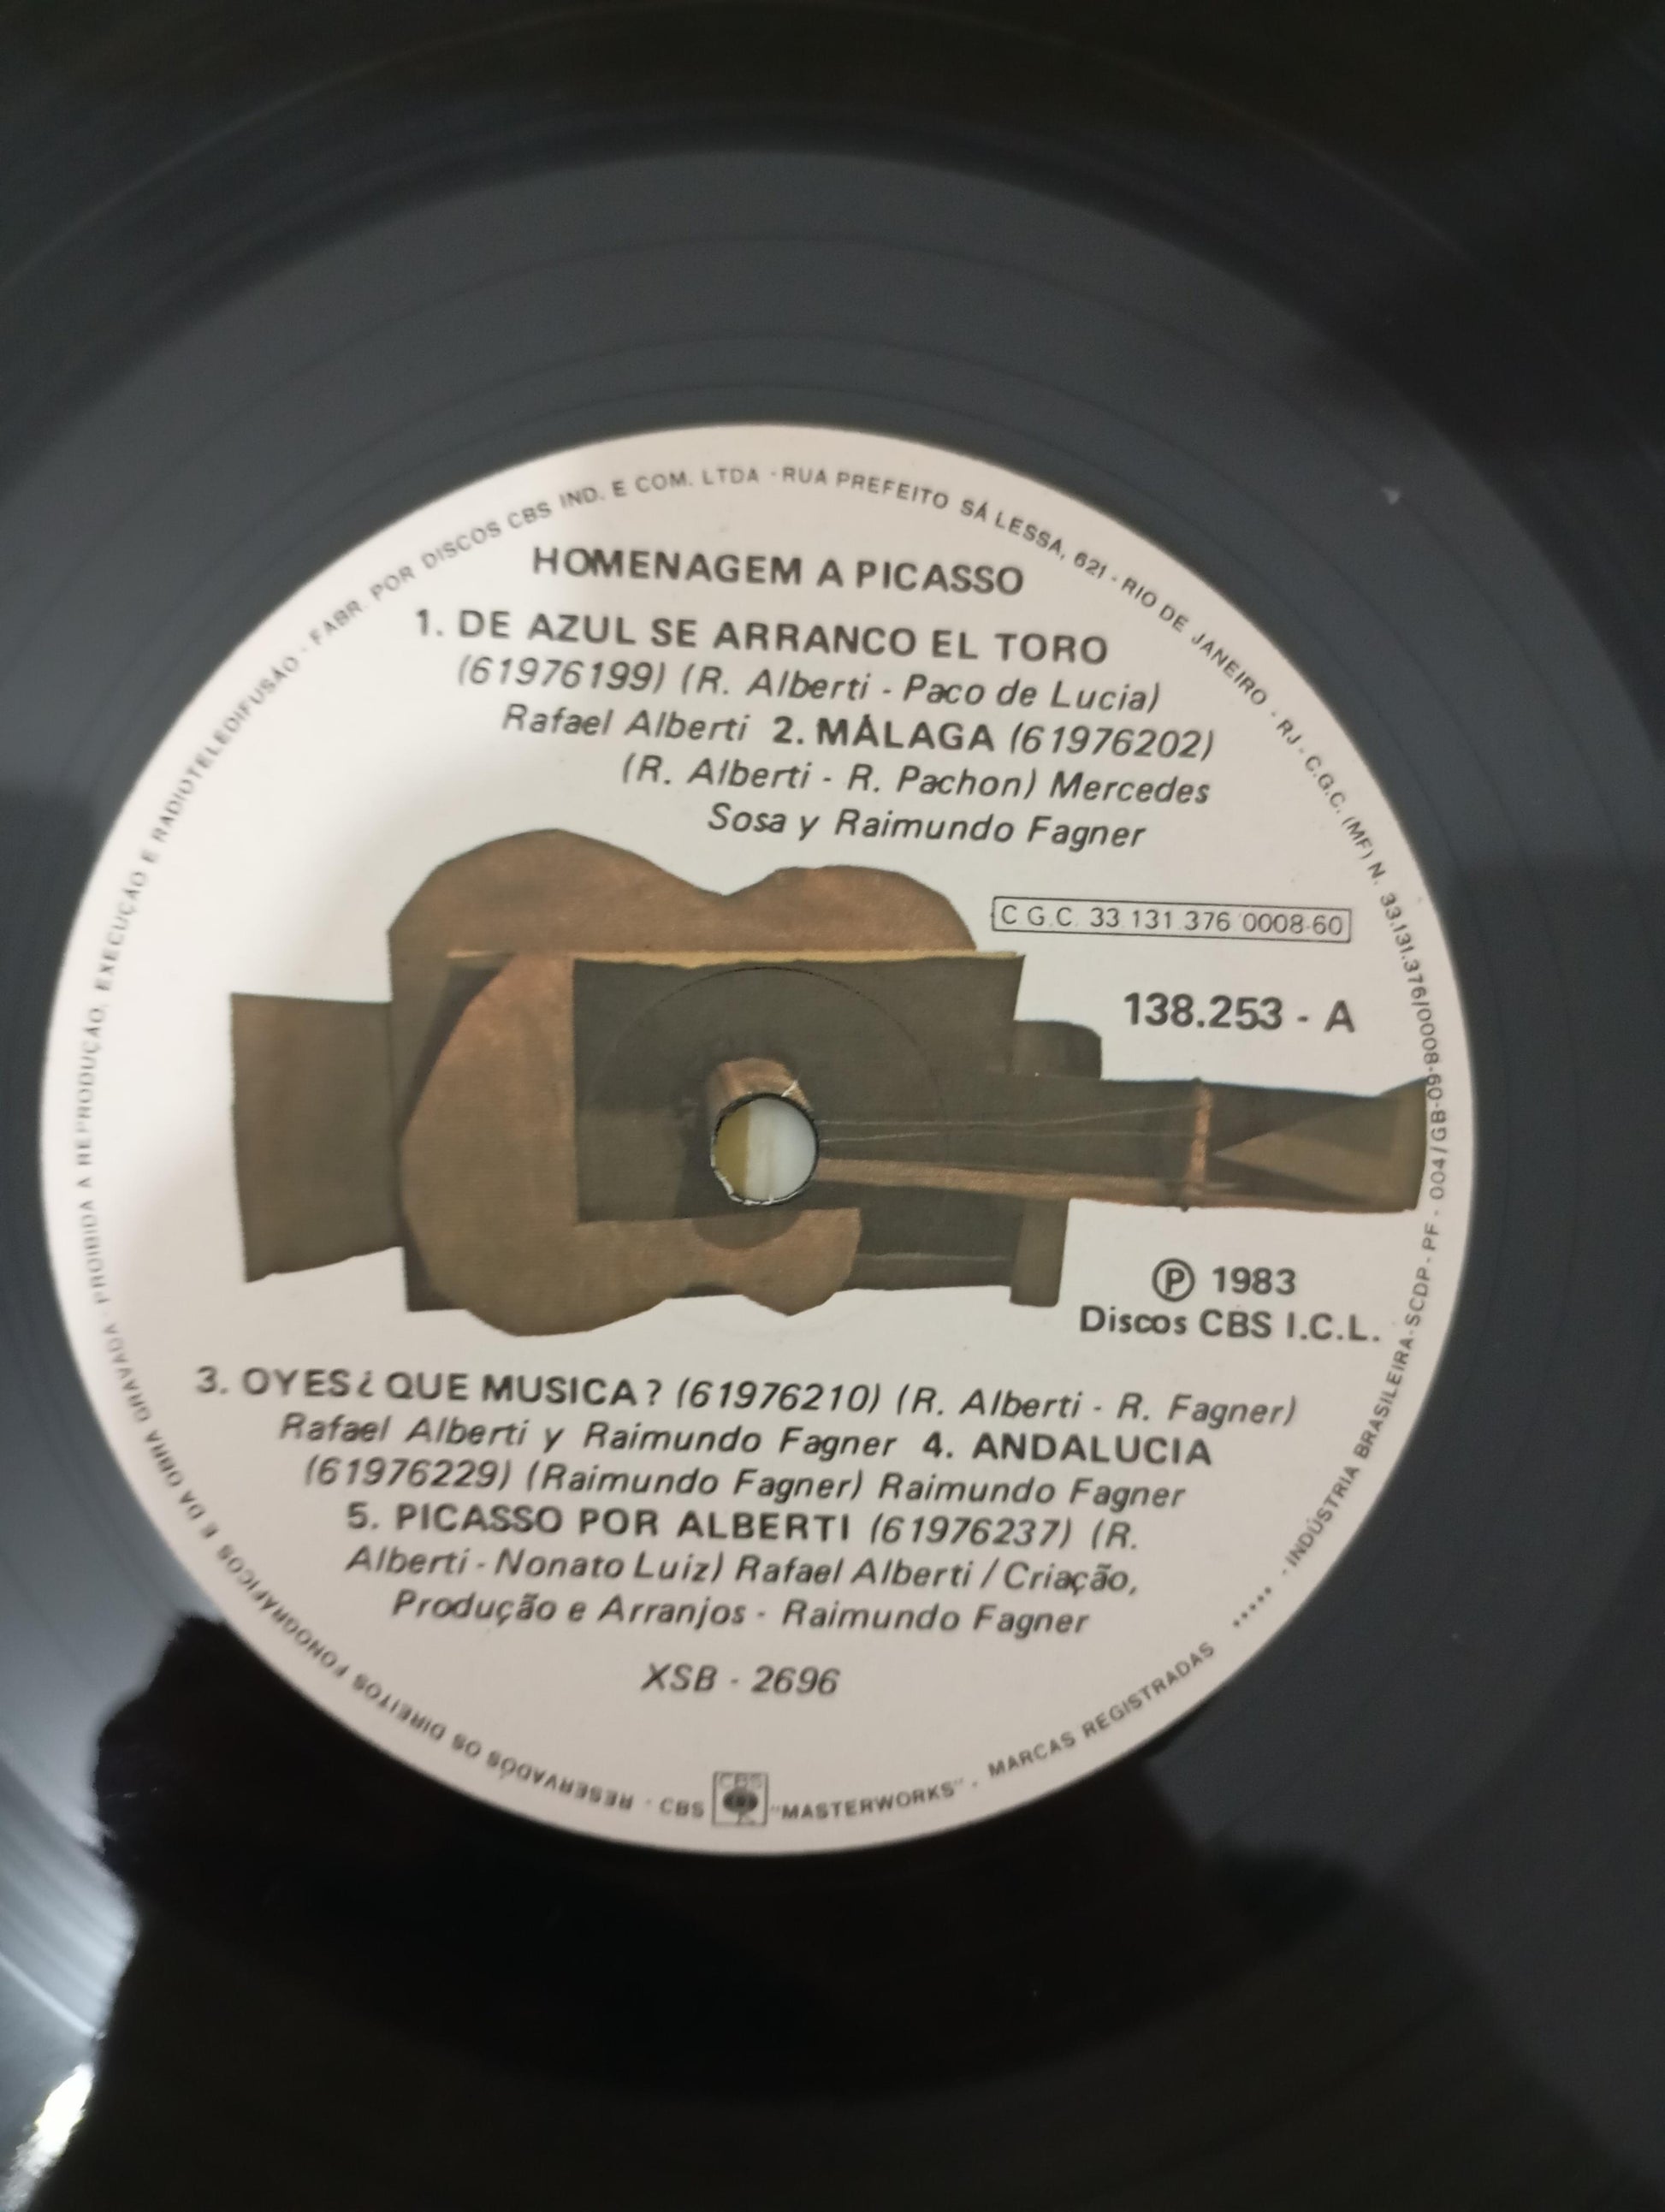 HOMENAGEM A PICASSO
1. DE AZUL SE ARRANCO EL TORO
(61976199) (R. Alberti - Paco de Lucia)
Rafael Alberti 2. MÁLAGA (61976202)
(R. Alberti - R. Pachon) Mercedes
Sosa y Raimundo Fagner
C G.C. 33 131 376 0008-60
138.253 - A
℗ 1983
Discos CBS I.C.L.
3. OYES ¿ QUE MUSICA ? (61976210) (R. Alberti - R. Fagner)
Rafael Alberti y Raimundo Fagner 4. ANDALUCIA
(61976229) (Raimundo Fagner) Raimundo Fagner
5. PICASSO POR ALBERTI (61976237) (R.
Alberti - Nonato Luiz) Rafael Alberti / Criação,
Produção e Arranjos - Raimundo Fagner
XSB - 2696
CBS CBS "MASTERWORKS" . MARCAS REGISTRADAS ..... - INDÚSTRIA BRASILEIRA - SCDP - PF - 004/GB-
RESERVADOS OS DIREITOS FONOGRÁFICOS E DA OBRA GRAVADA - PROIBIDA A REPRODUÇÃO, EXECUÇÃO E RADIOTELEDIFUSÃO - FABR. POR DISCOS CBS IND. E COM. LTDA - RUA PREFEITO SÁ LESSA, 621 - RIO DE JANEIRO - RJ - C.G.C. (MF) N. 33.131.376/0008-60